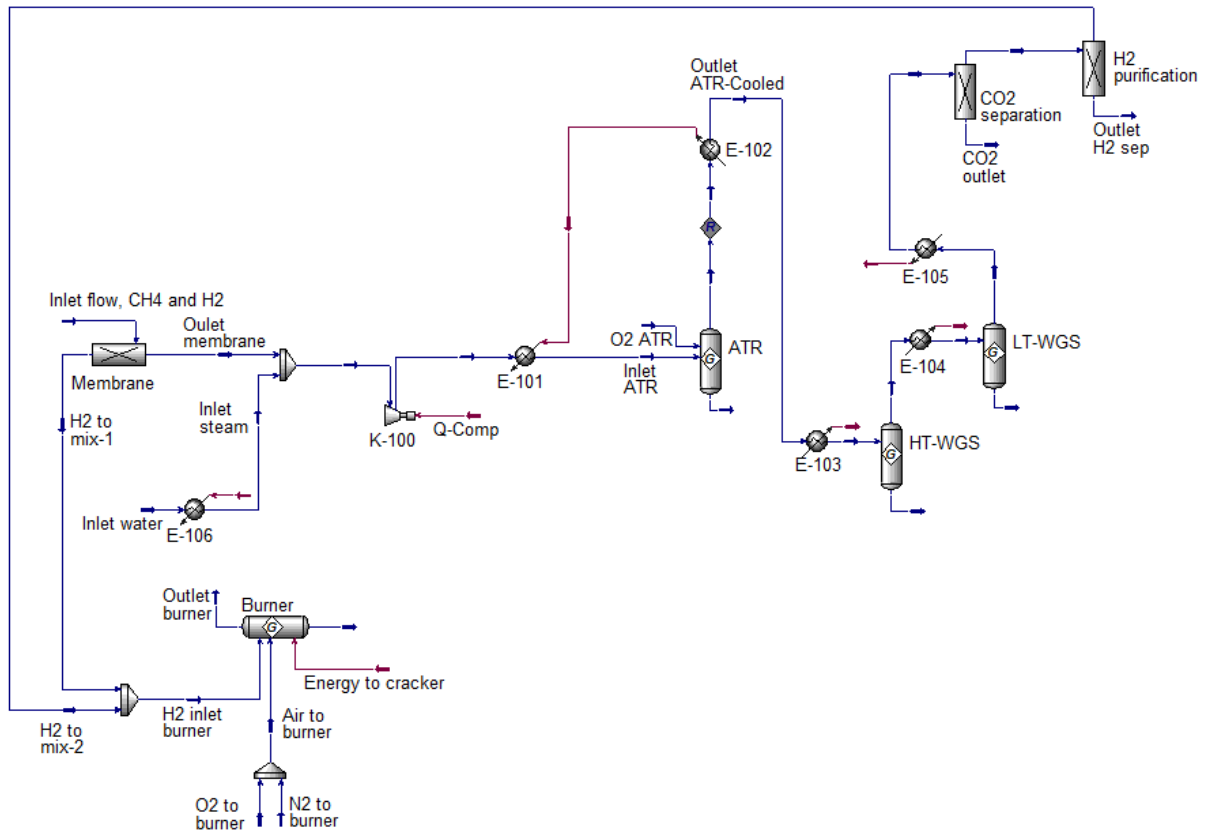 H2
purification
Outlet
ATR-Cooled
CO2
separation
Outlet
H2 sep
E-102
CO2
outlet
R
E-105
Inlet flow, CH4 and H2
Oulet
membrane
O2 ATR
ATR
G
LT-WGS
G
E-104
Membrane
E-101
Inlet
ATR
Inlet
steam
H2 to
mix-1
K-100
Q-Comp
HT-WGS
G
E-103
Inlet water
E-106
Outlet
burner
Burner
G
Energy to cracker
H2 to
mix-2
H2 inlet
burner
Air to
burner
O2 to
burner
N2 to
burner